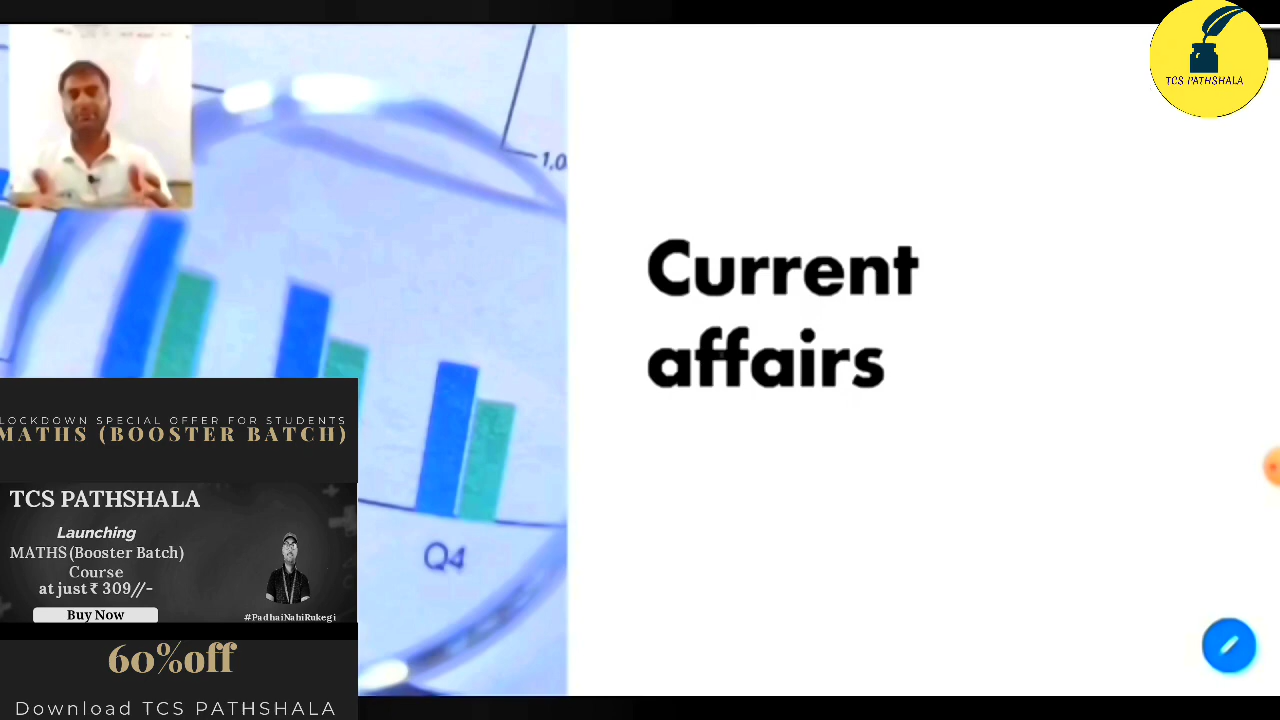 TCS PATHSHALA
1,0
Current
affairs
LOCKDOWN SPECIAL OFFER FOR STUDENTS
MATHS (BOOSTER BATCH)
TCS PATHSHALA
Launching
MATHS (Booster Batch)
Course
at just ₹ 309//-
Buy Now
#PadhaiNahiRukegi
Q4
60%off
Download TCS PATHSHALA